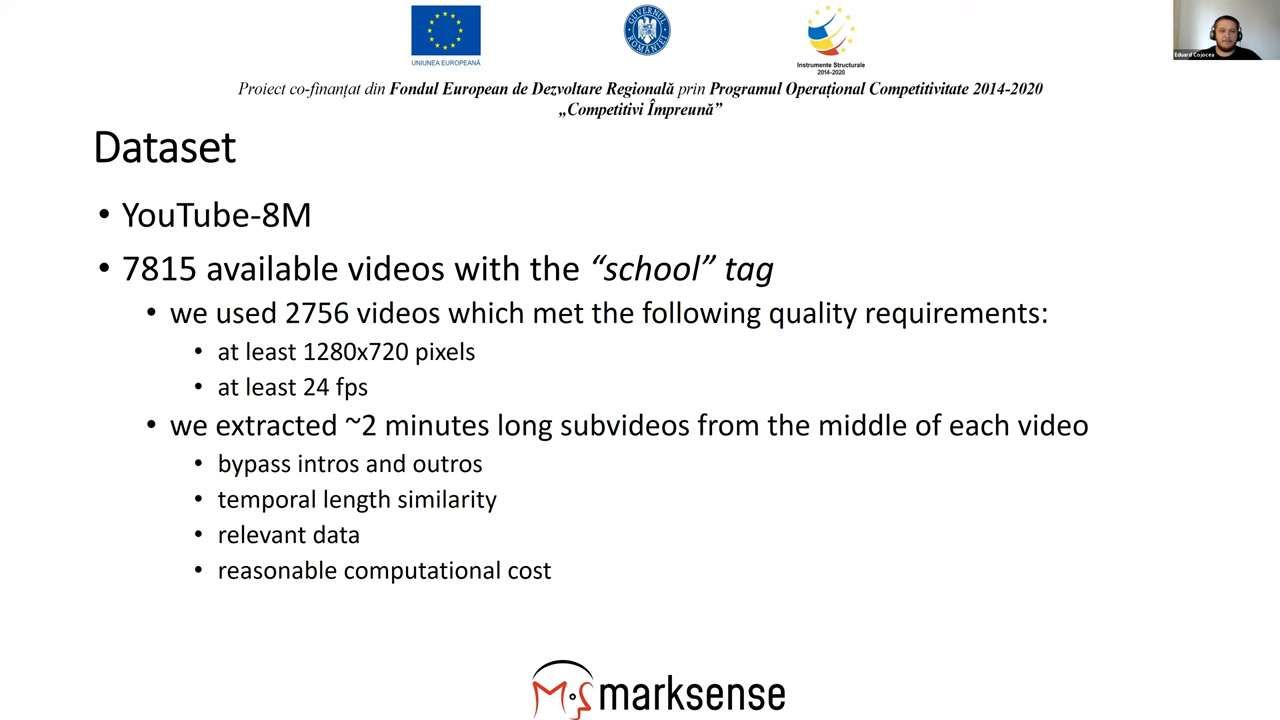 UNIUNEA EUROPEANĂ
GUVERNUL ROMÂNIEI
Instrumente Structurale
2014-2020
Eduard Cojocea
Proiect co-finanțat din Fondul European de Dezvoltare Regională prin Programul Operațional Competitivitate 2014-2020
„Competitivi Împreună”
Dataset
• YouTube-8M
• 7815 available videos with the “school” tag
• we used 2756 videos which met the following quality requirements:
• at least 1280x720 pixels
• at least 24 fps
• we extracted ~2 minutes long subvideos from the middle of each video
• bypass intros and outros
• temporal length similarity
• relevant data
• reasonable computational cost
marksense